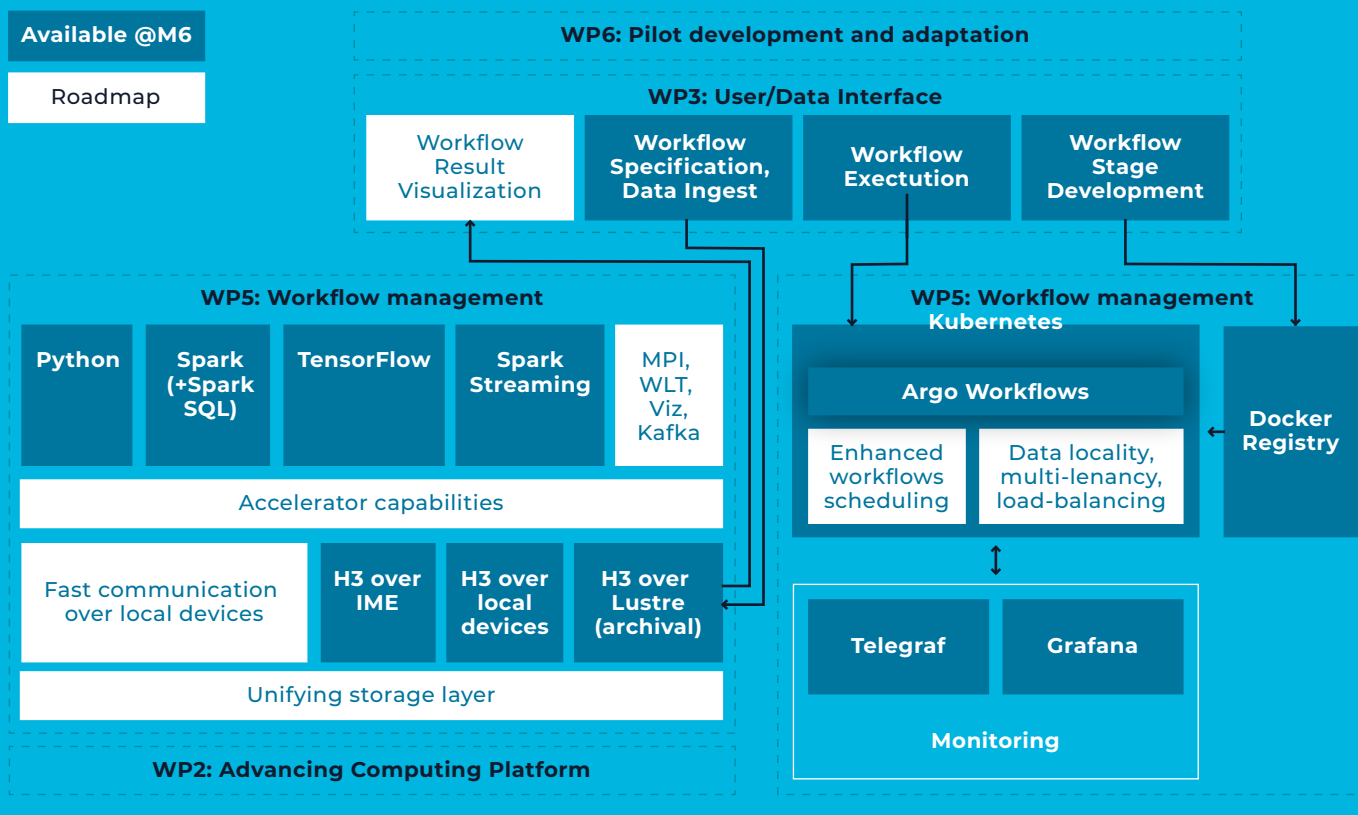 Available @M6
Roadmap
WP6: Pilot development and adaptation
WP3: User/Data Interface
Workflow
Result
Visualization
Workflow
Specification,
Data Ingest
Workflow
Exectution
Workflow
Stage
Development
WP5: Workflow management
Python
Spark
(+Spark
SQL)
TensorFlow
Spark
Streaming
MPI,
WLT,
Viz,
Kafka
Accelerator capabilities
Fast communication
over local devices
H3 over
IME
H3 over
local
devices
H3 over
Lustre
(archival)
Unifying storage layer
WP2: Advancing Computing Platform
WP5: Workflow management
Kubernetes
Argo Workflows
Enhanced
workflows
scheduling
Data locality,
multi-lenancy,
load-balancing
Docker
Registry
Telegraf
Grafana
Monitoring